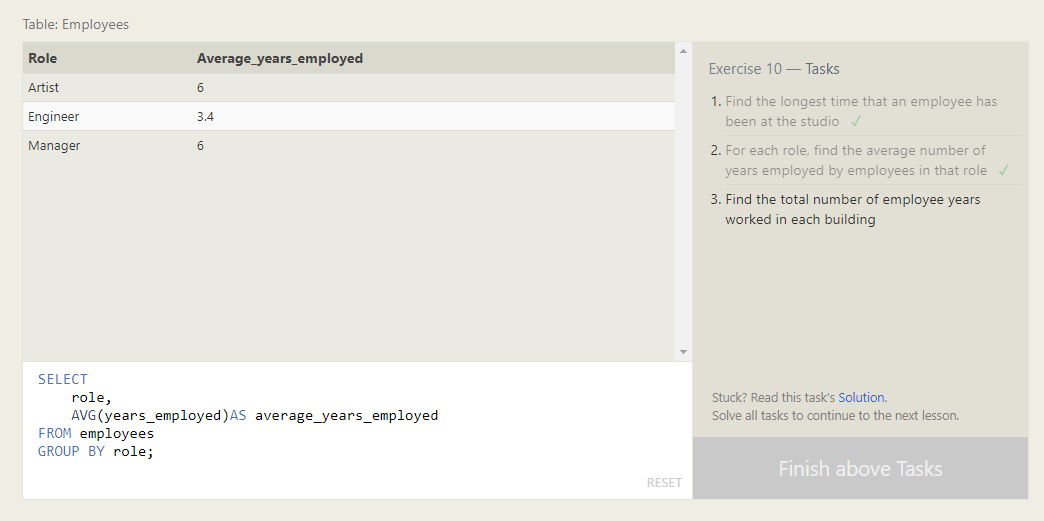 Table: Employees
Role Average_years_employed
Artist 6
Engineer 3.4
Manager 6
SELECT
role,
AVG(years_employed)AS average_years_employed
FROM employees
GROUP BY role;
RESET
Exercise 10 — Tasks
1. Find the longest time that an employee has
been at the studio ✓
2. For each role, find the average number of
years employed by employees in that role ✓
3. Find the total number of employee years
worked in each building
Stuck? Read this task's Solution.
Solve all tasks to continue to the next lesson.
Finish above Tasks